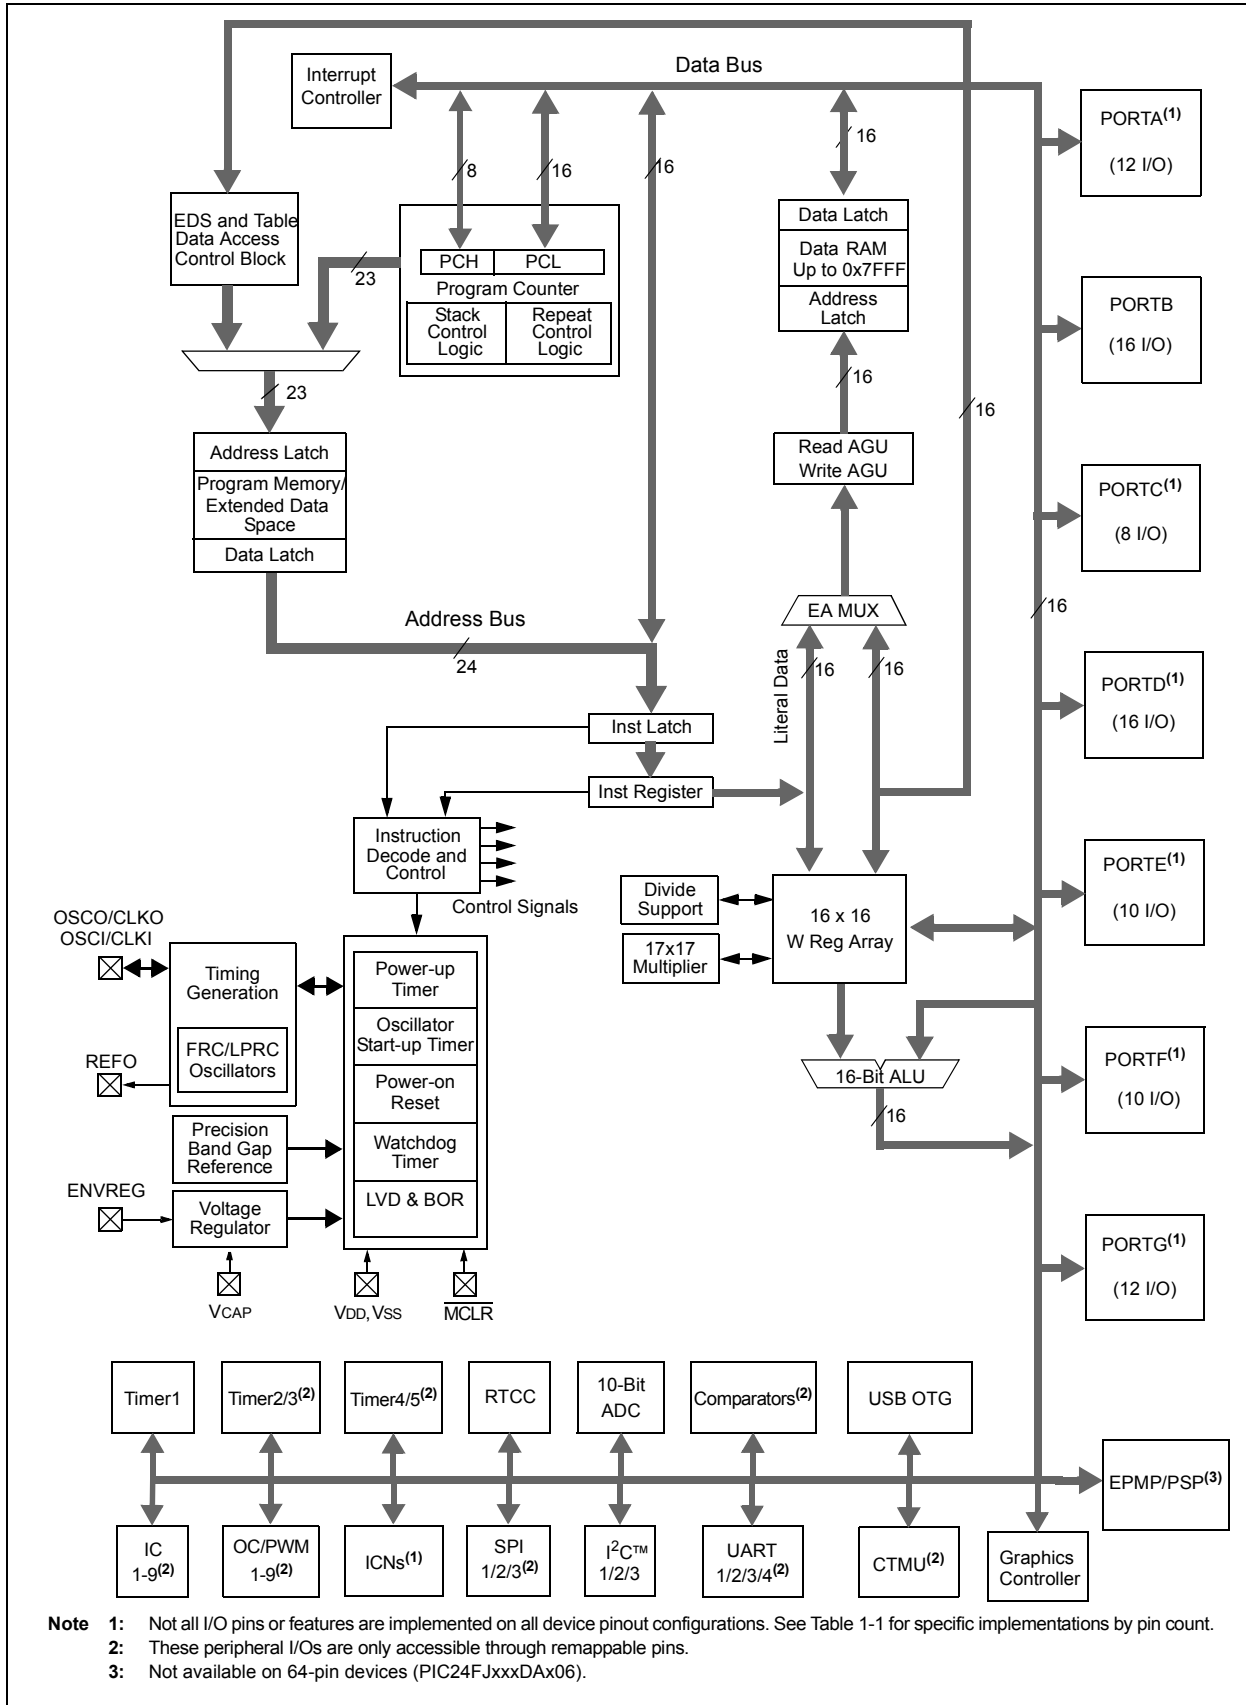 Data Bus
Interrupt
Controller
16
8
16
16
PORTA(1)
(12 I/O)
EDS and Table
Data Access
Control Block
23
PCH
PCL
Program Counter
Stack
Control
Logic
Repeat
Control
Logic
Data Latch
Data RAM
Up to 0x7FFF
Address
Latch
PORTB
(16 I/O)
23
16
16
Address Latch
Program Memory/
Extended Data
Space
Data Latch
Read AGU
Write AGU
PORTC(1)
(8 I/O)
EA MUX
16
Address Bus
24
Literal Data
16
16
PORTD(1)
(16 I/O)
Inst Latch
Inst Register
Instruction
Decode and
Control
Control Signals
Divide
Support
17x17
Multiplier
16 x 16
W Reg Array
PORTE(1)
(10 I/O)
OSCO/CLKO
OSCI/CLKI
Timing
Generation
FRC/LPRC
Oscillators
REFO
Power-up
Timer
Oscillator
Start-up Timer
Power-on
Reset
Watchdog
Timer
LVD & BOR
16-Bit ALU
16
PORTF(1)
(10 I/O)
Precision
Band Gap
Reference
ENVREG
Voltage
Regulator
VCAP
VDD, VSS
MCLR
PORTG(1)
(12 I/O)
Timer1
Timer2/3(2)
Timer4/5(2)
RTCC
10-Bit
ADC
Comparators(2)
USB OTG
EPMP/PSP(3)
IC
1-9(2)
OC/PWM
1-9(2)
ICNs(1)
SPI
1/2/3(2)
I2C™
1/2/3
UART
1/2/3/4(2)
CTMU(2)
Graphics
Controller
Note 1: Not all I/O pins or features are implemented on all device pinout configurations. See Table 1-1 for specific implementations by pin count.
2: These peripheral I/Os are only accessible through remappable pins.
3: Not available on 64-pin devices (PIC24FJxxxDAx06).